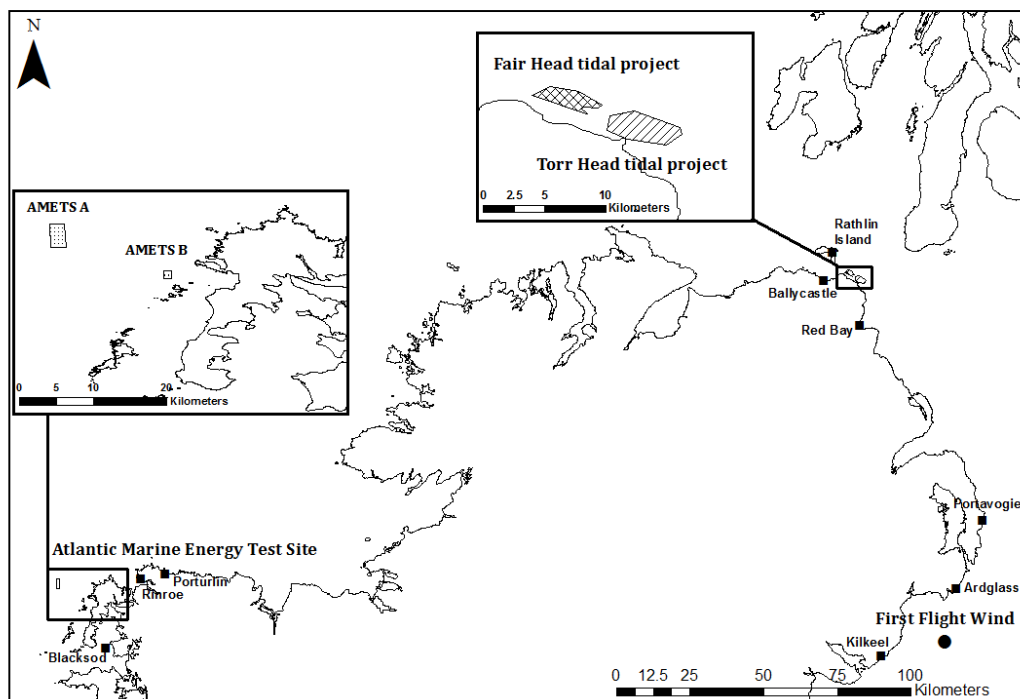 N
Fair Head tidal project
Torr Head tidal project
0 2.5 5 10
Kilometers
AMETS A
AMETS B
0 5 10 20
Kilometers
Rathlin
Island
Ballycastle
Red Bay
Portavogie
Atlantic Marine Energy Test Site
Porturlin
Rinroe
Ardglass
First Flight Wind
Kilkeel
Blacksod
0 12.5 25 50 75 100
Kilometers